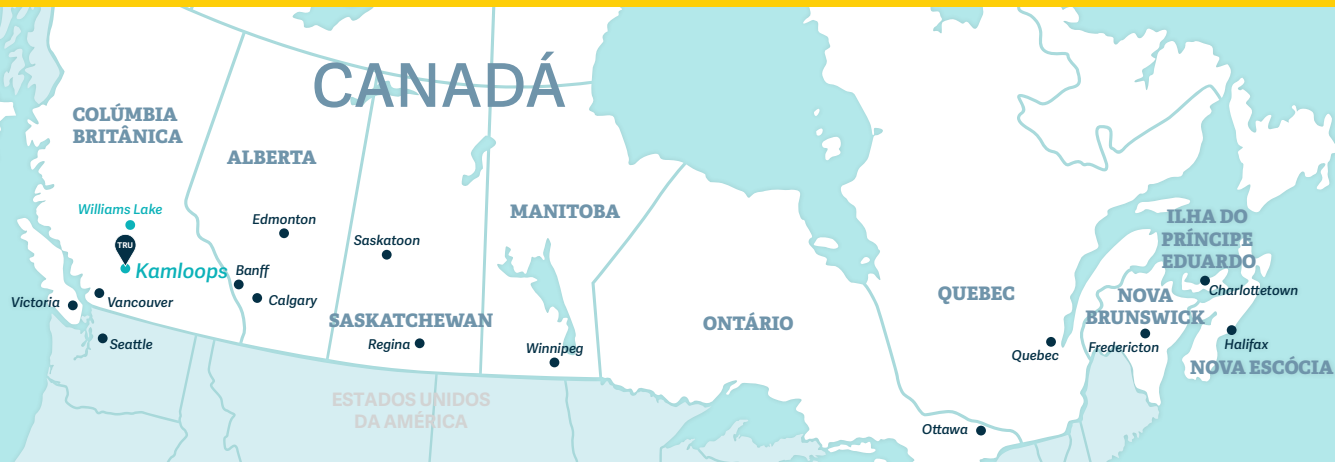 CANADÁ
COLÚMBIA
BRITÂNICA
ALBERTA
Williams Lake
TRU
Kamloops
Edmonton
Banff
Calgary
Victoria
Vancouver
Seattle
Saskatoon
SASKATCHEWAN
Regina
MANITOBA
Winnipeg
ESTADOS UNIDOS
DA AMÉRICA
ONTÁRIO
Ottawa
QUEBEC
Quebec
ILHA DO
PRÍNCIPE
EDUARDO
Charlottetown
NOVA
BRUNSWICK
Fredericton
Halifax
NOVA ESCÓCIA